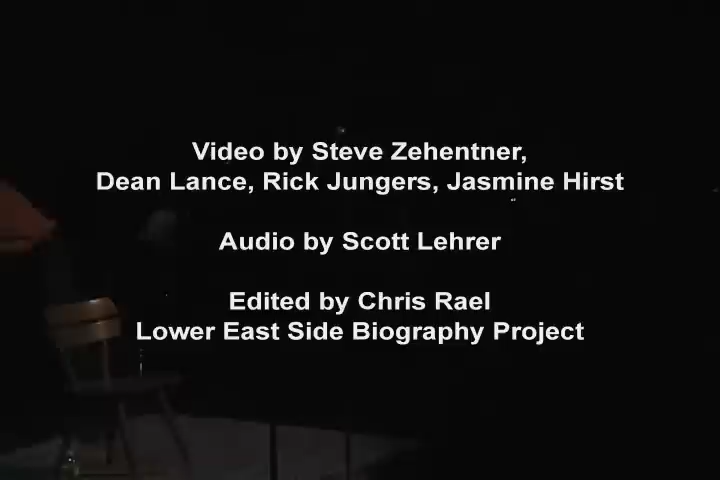 Video by Steve Zehentner,
Dean Lance, Rick Jungers, Jasmine Hirst
Audio by Scott Lehrer
Edited by Chris Rael
Lower East Side Biography Project